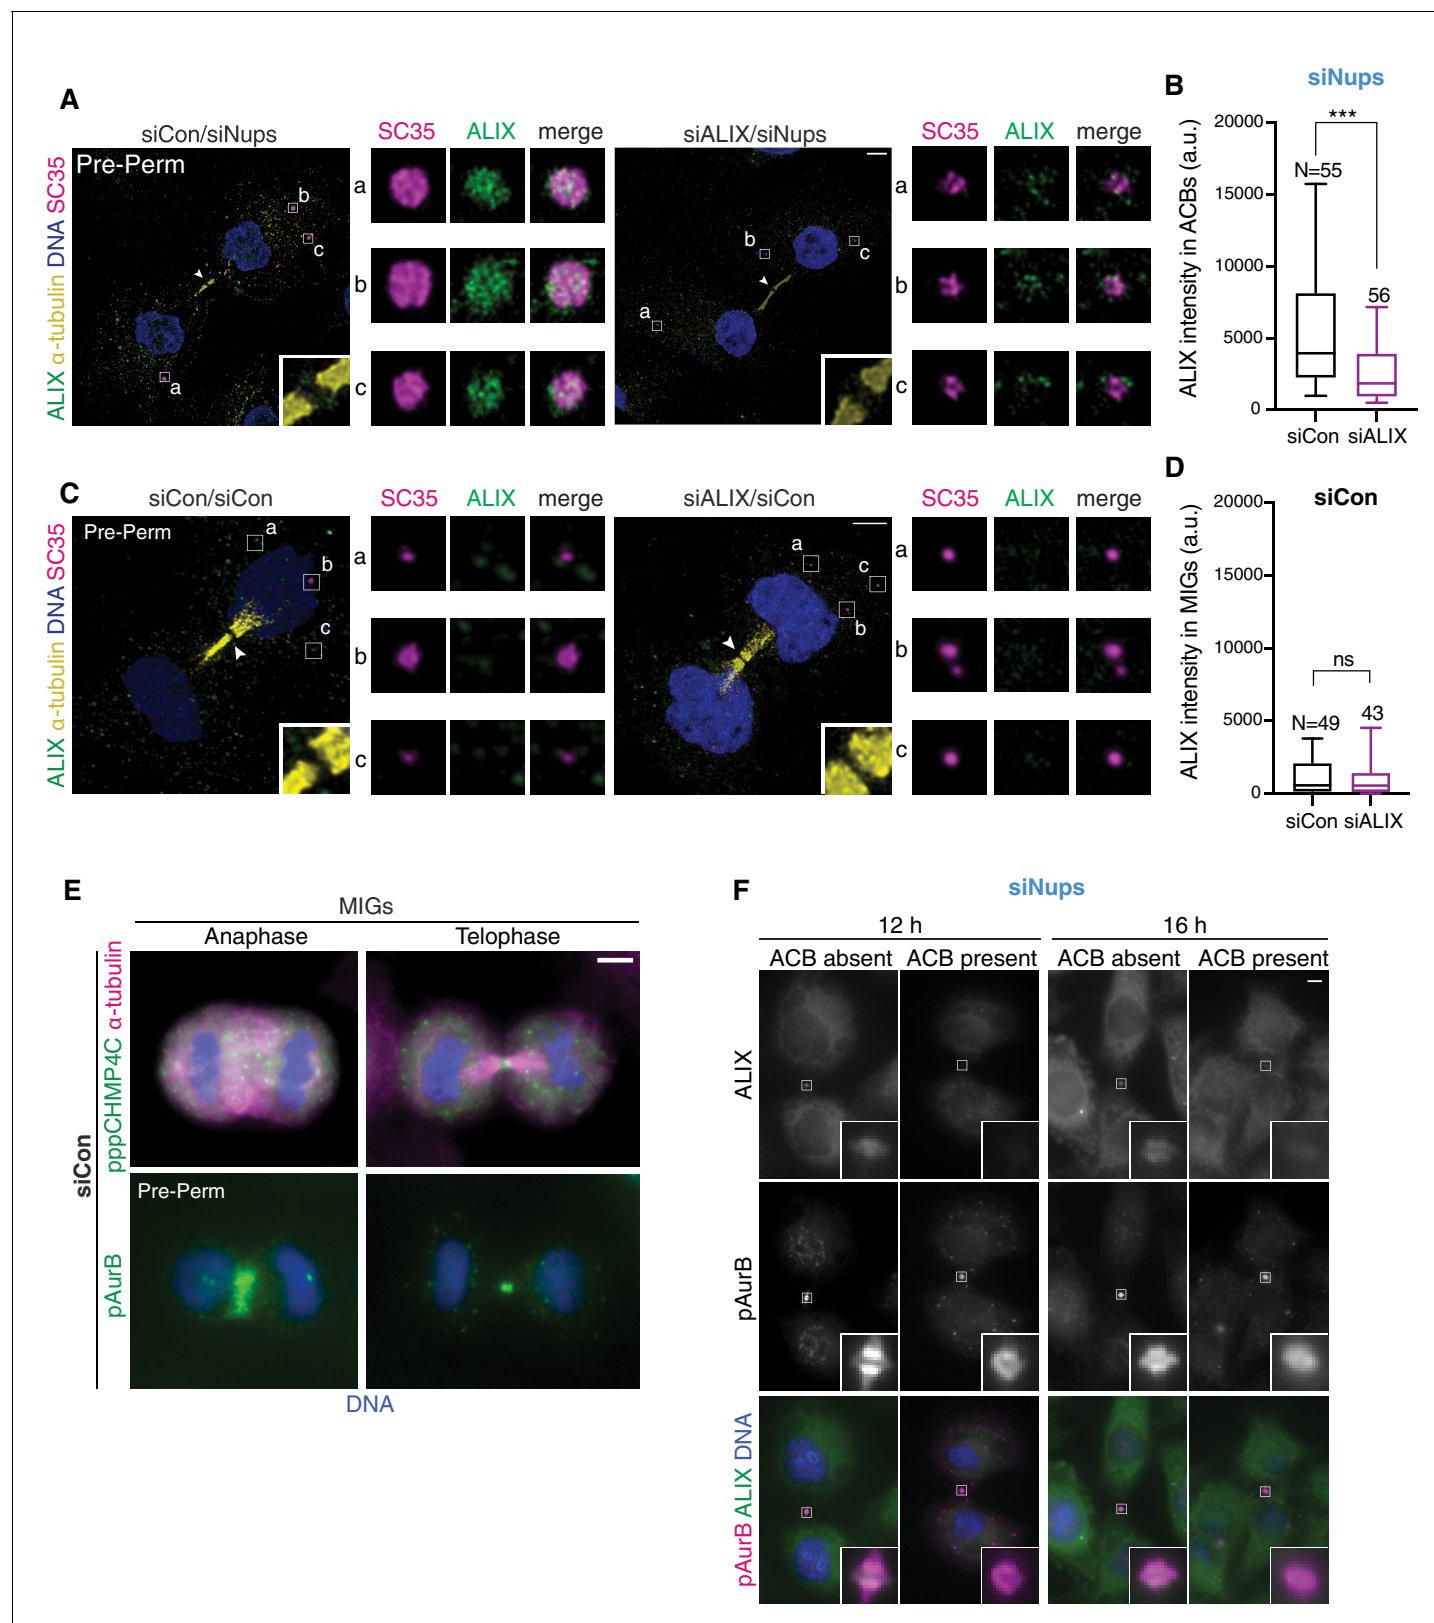 A
siCon/siNups
SC35 ALIX merge
siALIX/siNups
SC35 ALIX merge
Pre-Perm
ALIX α-tubulin DNA SC35
a
b
c
a
b
c
a
b
c
a
b
c
B
siNups
ALIX intensity in ACBs (a.u.)
20000
15000
10000
5000
0
***
N=55
56
siCon siALIX
C
siCon/siCon
SC35 ALIX merge
siALIX/siCon
SC35 ALIX merge
Pre-Perm
ALIX α-tubulin DNA SC35
a
b
c
a
b
c
a
c
b
a
b
c
D
siCon
ALIX intensity in MIGs (a.u.)
20000
15000
10000
5000
0
ns
N=49
43
siCon siALIX
E
MIGs
Anaphase Telophase
siCon
pppCHMP4C α-tubulin
Pre-Perm
pAurB
DNA
F
siNups
12 h 16 h
ACB absent ACB present ACB absent ACB present
ALIX
pAurB
pAurB ALIX DNA